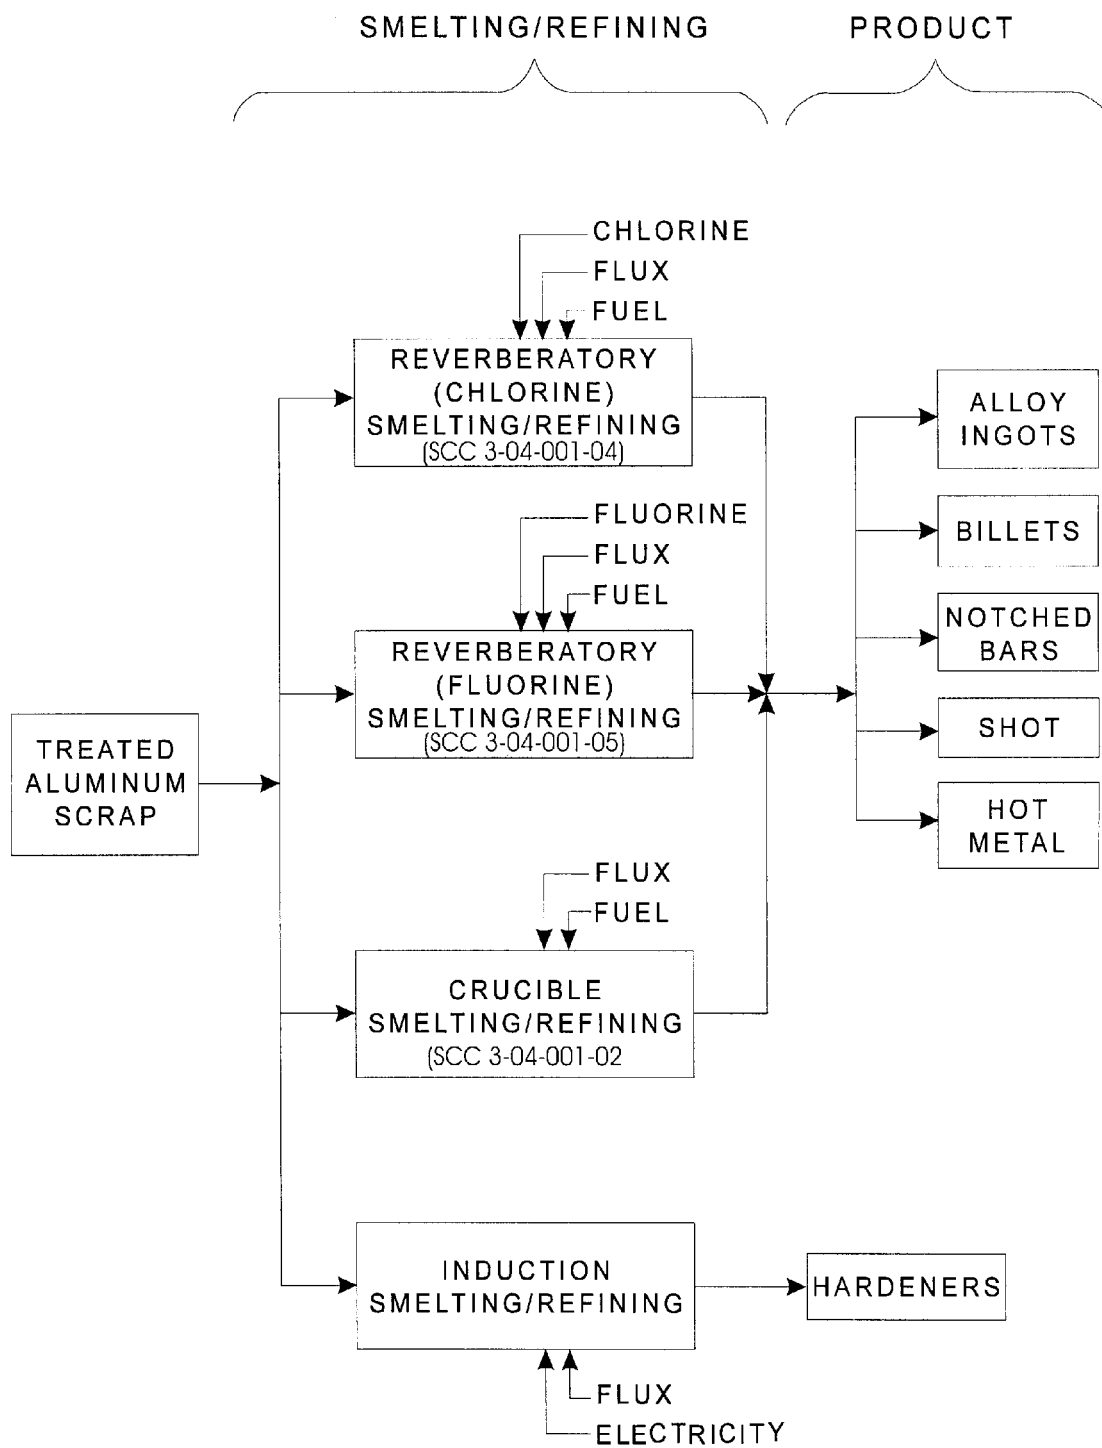 SMELTING/REFINING
PRODUCT
CHLORINE
FLUX
FUEL
REVERBERATORY
(CHLORINE)
SMELTING/REFINING
(SCC 3-04-001-04)
FLUORINE
FLUX
FUEL
REVERBERATORY
(FLUORINE)
SMELTING/REFINING
(SCC 3-04-001-05)
TREATED
ALUMINUM
SCRAP
FLUX
FUEL
CRUCIBLE
SMELTING/REFINING
(SCC 3-04-001-02
INDUCTION
SMELTING/REFINING
FLUX
ELECTRICITY
ALLOY
INGOTS
BILLETS
NOTCHED
BARS
SHOT
HOT
METAL
HARDENERS